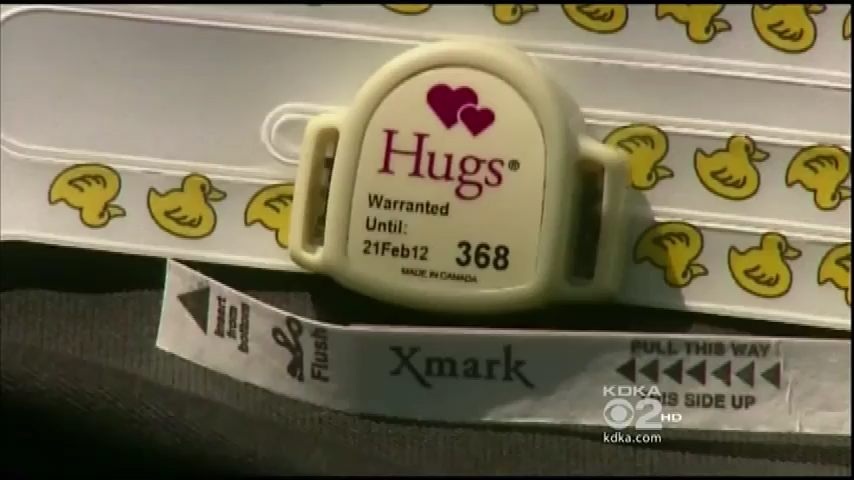 Hugs®
Warranted
Until:
21Feb12 368
MADE IN CANADA
Insert
from
bottom
Flush
Xmark
PULL THIS WAY
THIS SIDE UP
KDKA
2 HD
kdka.com